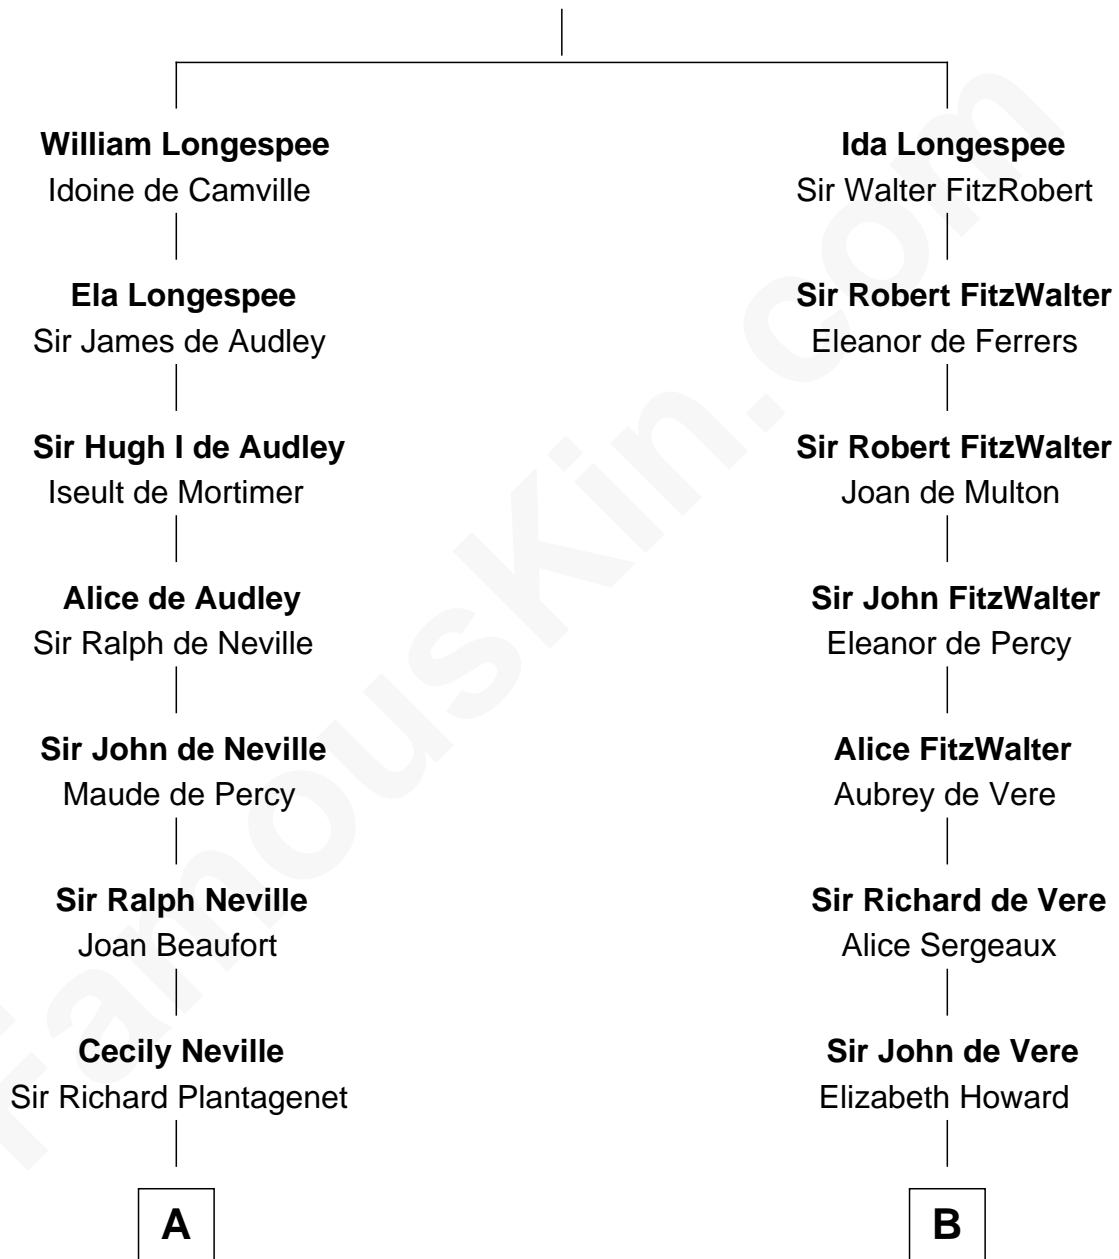 William Longespee
Idoine de Camville
Ela Longespee
Sir James de Audley
Sir Hugh I de Audley
Iseult de Mortimer
Alice de Audley
Sir Ralph de Neville
Sir John de Neville
Maude de Percy
Sir Ralph Neville
Joan Beaufort
Cecily Neville
Sir Richard Plantagenet
A
Ida Longespee
Sir Walter FitzRobert
Sir Robert FitzWalter
Eleanor de Ferrers
Sir Robert FitzWalter
Joan de Multon
Sir John FitzWalter
Eleanor de Percy
Alice FitzWalter
Aubrey de Vere
Sir Richard de Vere
Alice Sergeaux
Sir John de Vere
Elizabeth Howard
B
FamousKin.com